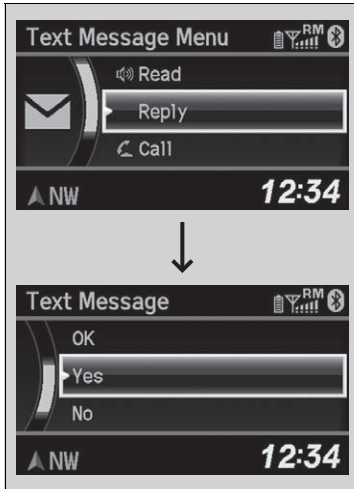 Text Message Menu RM
Read
Reply
Call
NW 12:34
Text Message RM
OK
Yes
No
NW 12:34